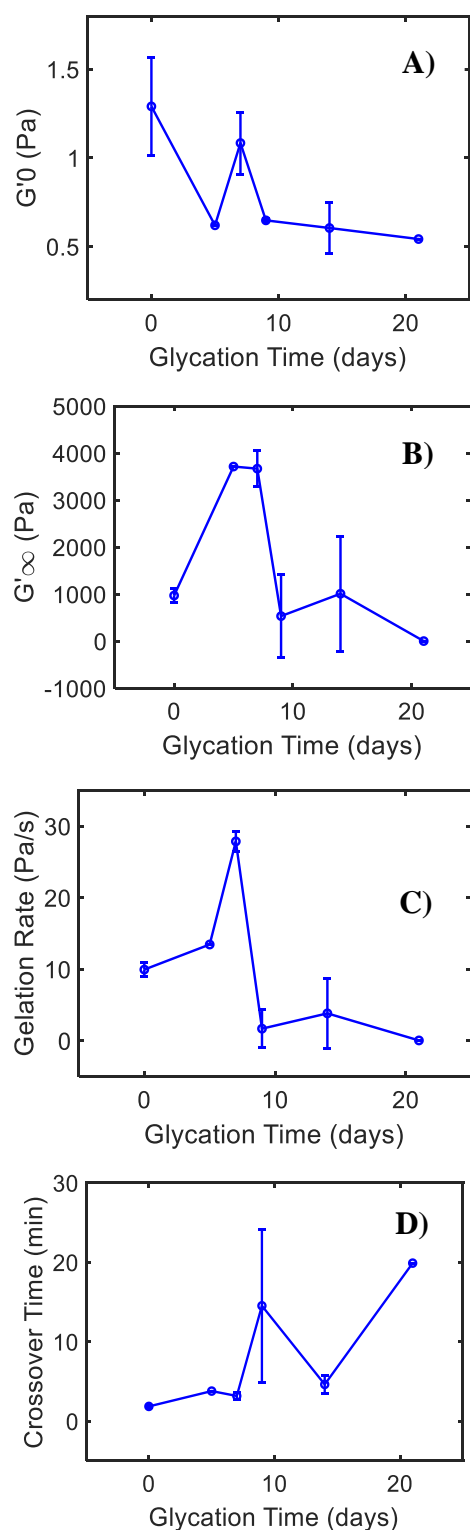 A)
1.5
1
0.5
G'0 (Pa)
0 10 20
Glycation Time (days)
B)
5000
4000
3000
2000
1000
0
-1000
G'∞ (Pa)
0 10 20
Glycation Time (days)
C)
30
20
10
0
Gelation Rate (Pa/s)
0 10 20
Glycation Time (days)
D)
30
20
10
0
Crossover Time (min)
0 10 20
Glycation Time (days)